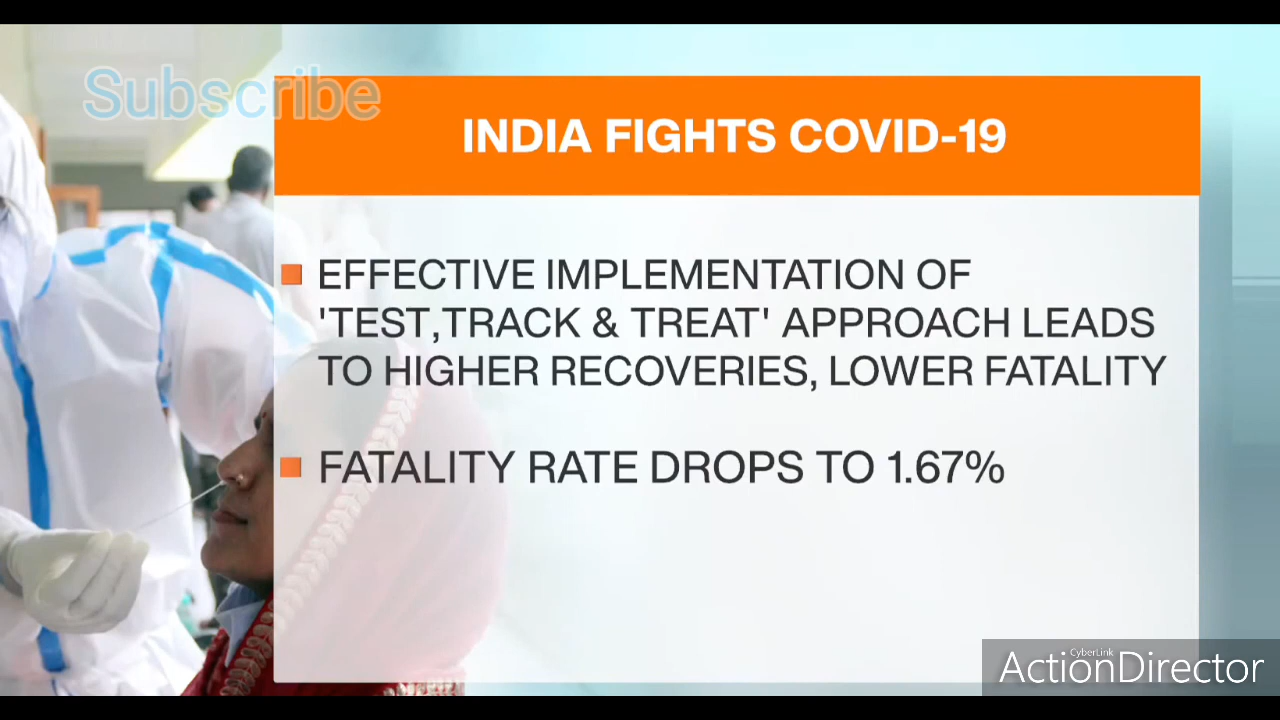 Subscribe
INDIA FIGHTS COVID-19
EFFECTIVE IMPLEMENTATION OF
'TEST,TRACK & TREAT' APPROACH LEADS
TO HIGHER RECOVERIES, LOWER FATALITY
FATALITY RATE DROPS TO 1.67%
CyberLink
ActionDirector